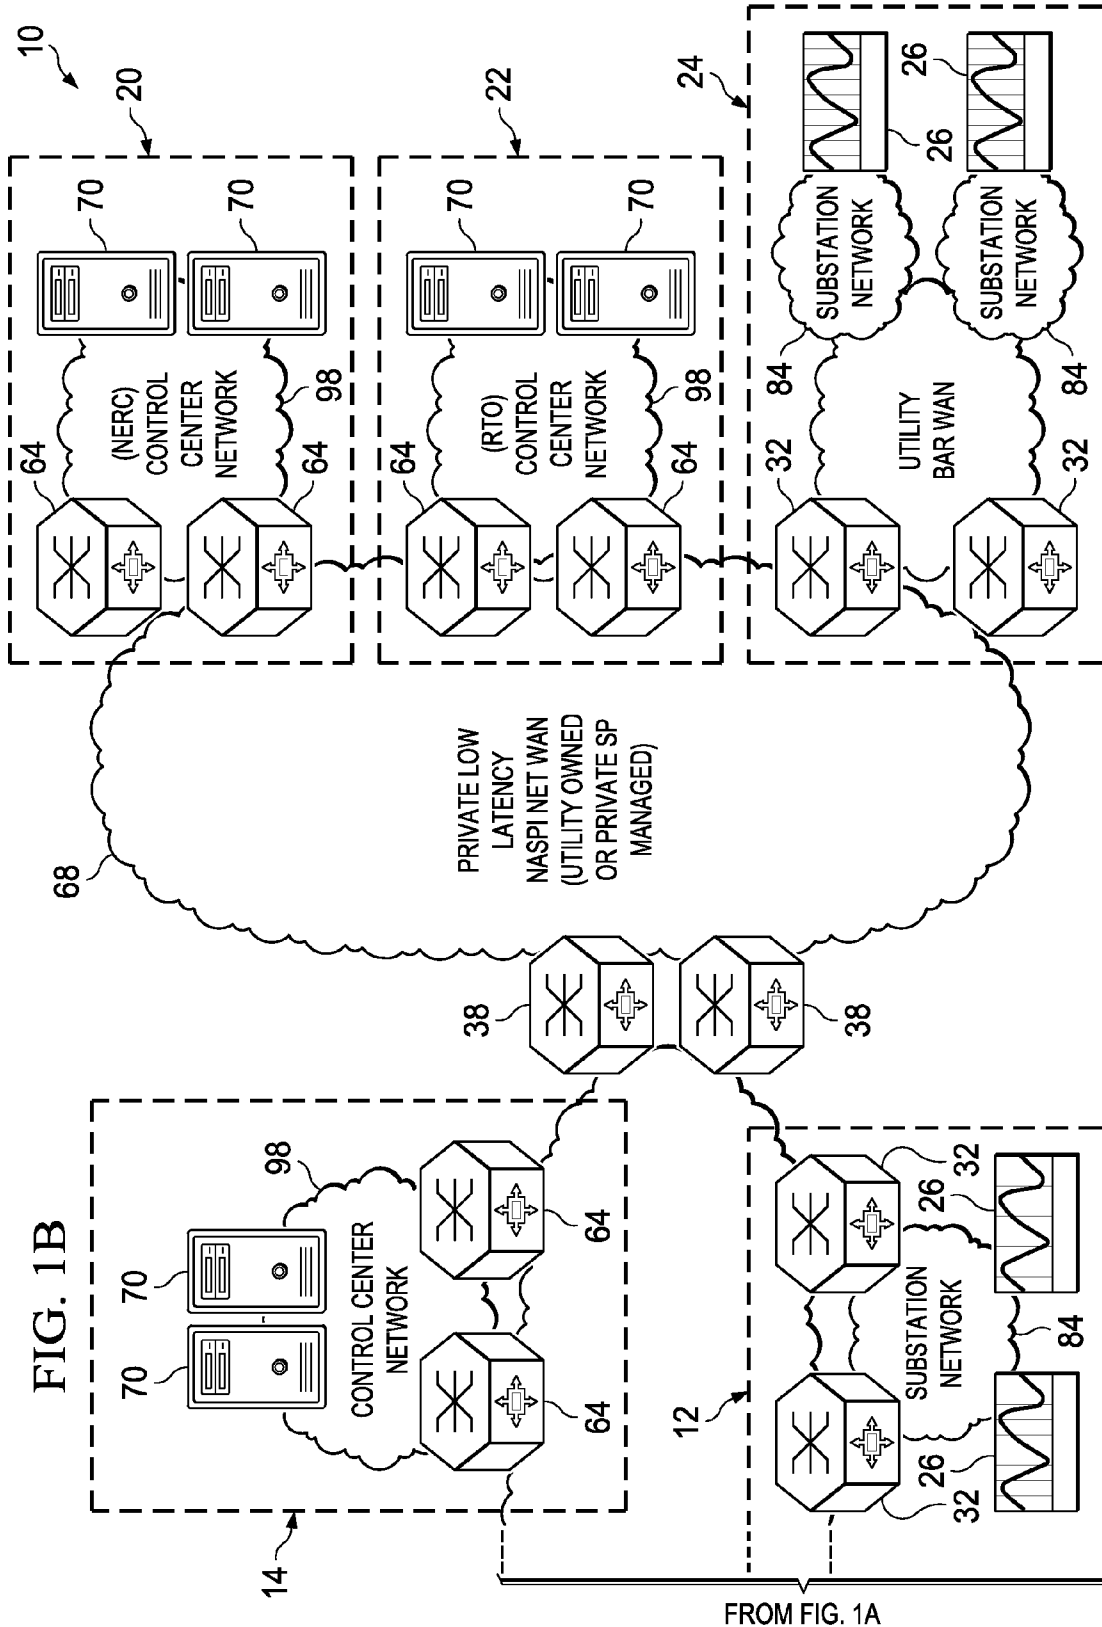 FIG. 1B
10
14
70
70
98
CONTROL CENTER
NETWORK
64
64
68
38
38
PRIVATE LOW
LATENCY
NASPI NET WAN
(UTILITY OWNED
OR PRIVATE SP
MANAGED)
20
64
64
70
70
(NERC)
CONTROL
CENTER
NETWORK
98
22
64
64
70
70
(RTO)
CONTROL
CENTER
NETWORK
98
24
32
32
UTILITY
BAR WAN
84
84
SUBSTATION
NETWORK
SUBSTATION
NETWORK
26
26
12
32
32
26
26
SUBSTATION
NETWORK
84
FROM FIG. 1A